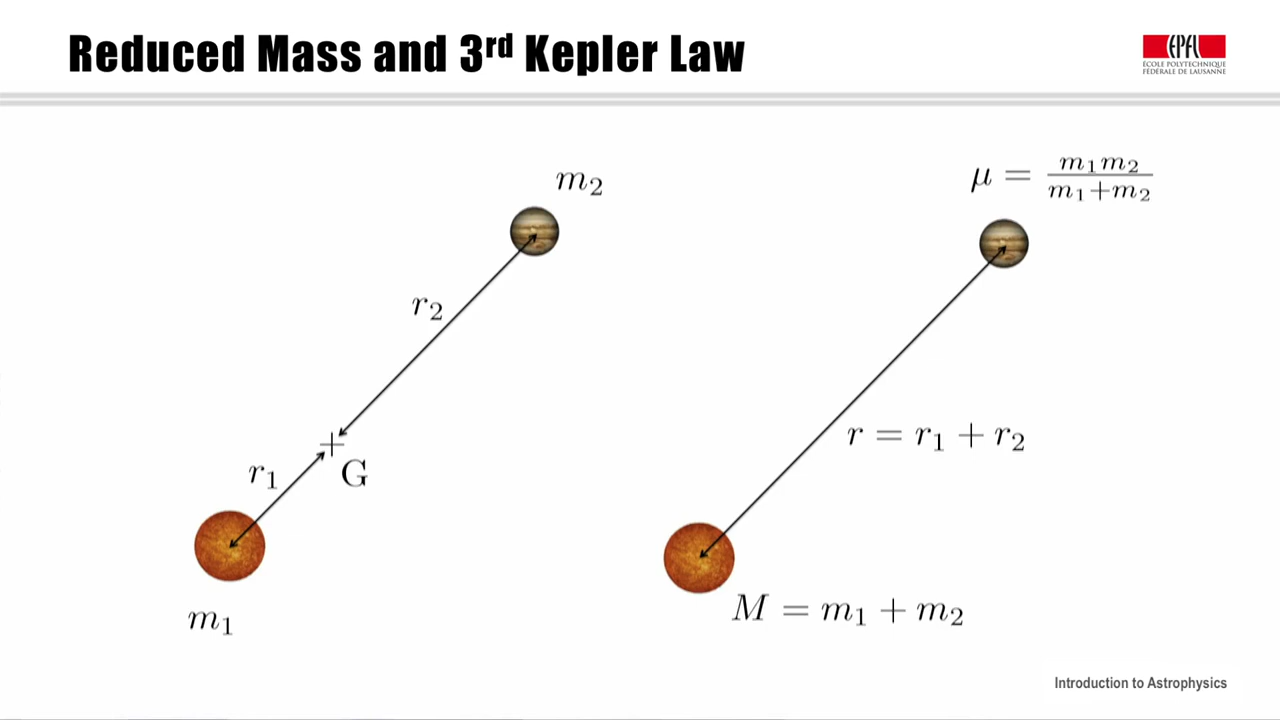 Reduced Mass and 3rd Kepler Law
EPFL
ÉCOLE POLYTECHNIQUE
FÉDÉRALE DE LAUSANNE
m₂
r₂
r₁
G
m₁
μ = m₁m₂ / m₁+m₂
r = r₁ + r₂
M = m₁ + m₂
Introduction to Astrophysics